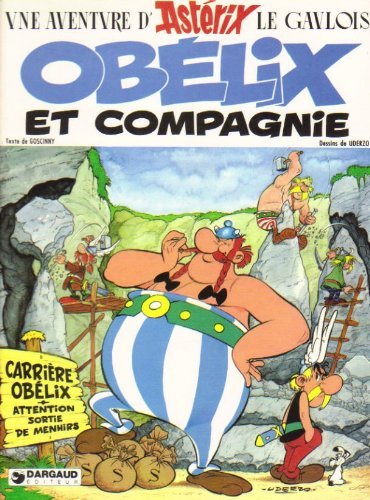 VNE AVENTVRE D'Astérix LE GAVLOIS
OBÉLIX
ET COMPAGNIE
Texte de GOSCINNY
Dessins de UDERZO
CARRIÈRE
OBÉLIX
ATTENTION
SORTIE
DE MENHIRS
DARGAUD
ÉDITEUR
UDERZO